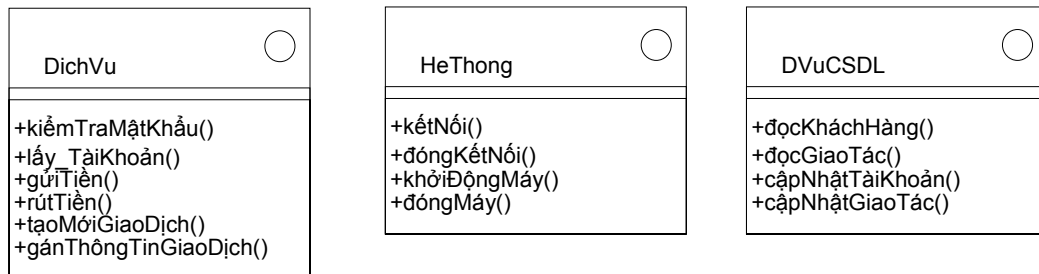 DichVu
+kiểmTraMậtKhẩu()
+lấy_TàiKhoản()
+gửiTiền()
+rútTiền()
+tạoMớiGiaoDịch()
+gánThôngTinGiaoDịch()
HeThong
+kếtNối()
+đóngKếtNối()
+khởiĐộngMáy()
+đóngMáy()
DVuCSDL
+đọcKháchHàng()
+đọcGiaoTác()
+cậpNhậtTàiKhoản()
+cậpNhậtGiaoTác()